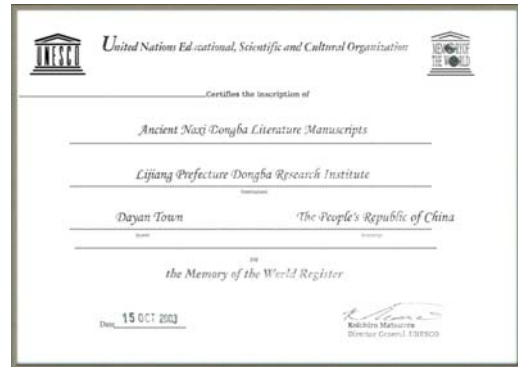 UNESCO
United Nations Educational, Scientific and Cultural Organization
MEMORY OF
THE WORLD
Certifies the inscription of
Ancient Naxi Dongba Literature Manuscripts
Lijiang Prefecture Dongba Research Institute
Dayan Town The People's Republic of China
the Memory of the World Register
Date 15 OCT 2003
Koïchiro Matsuura
Director General UNESCO